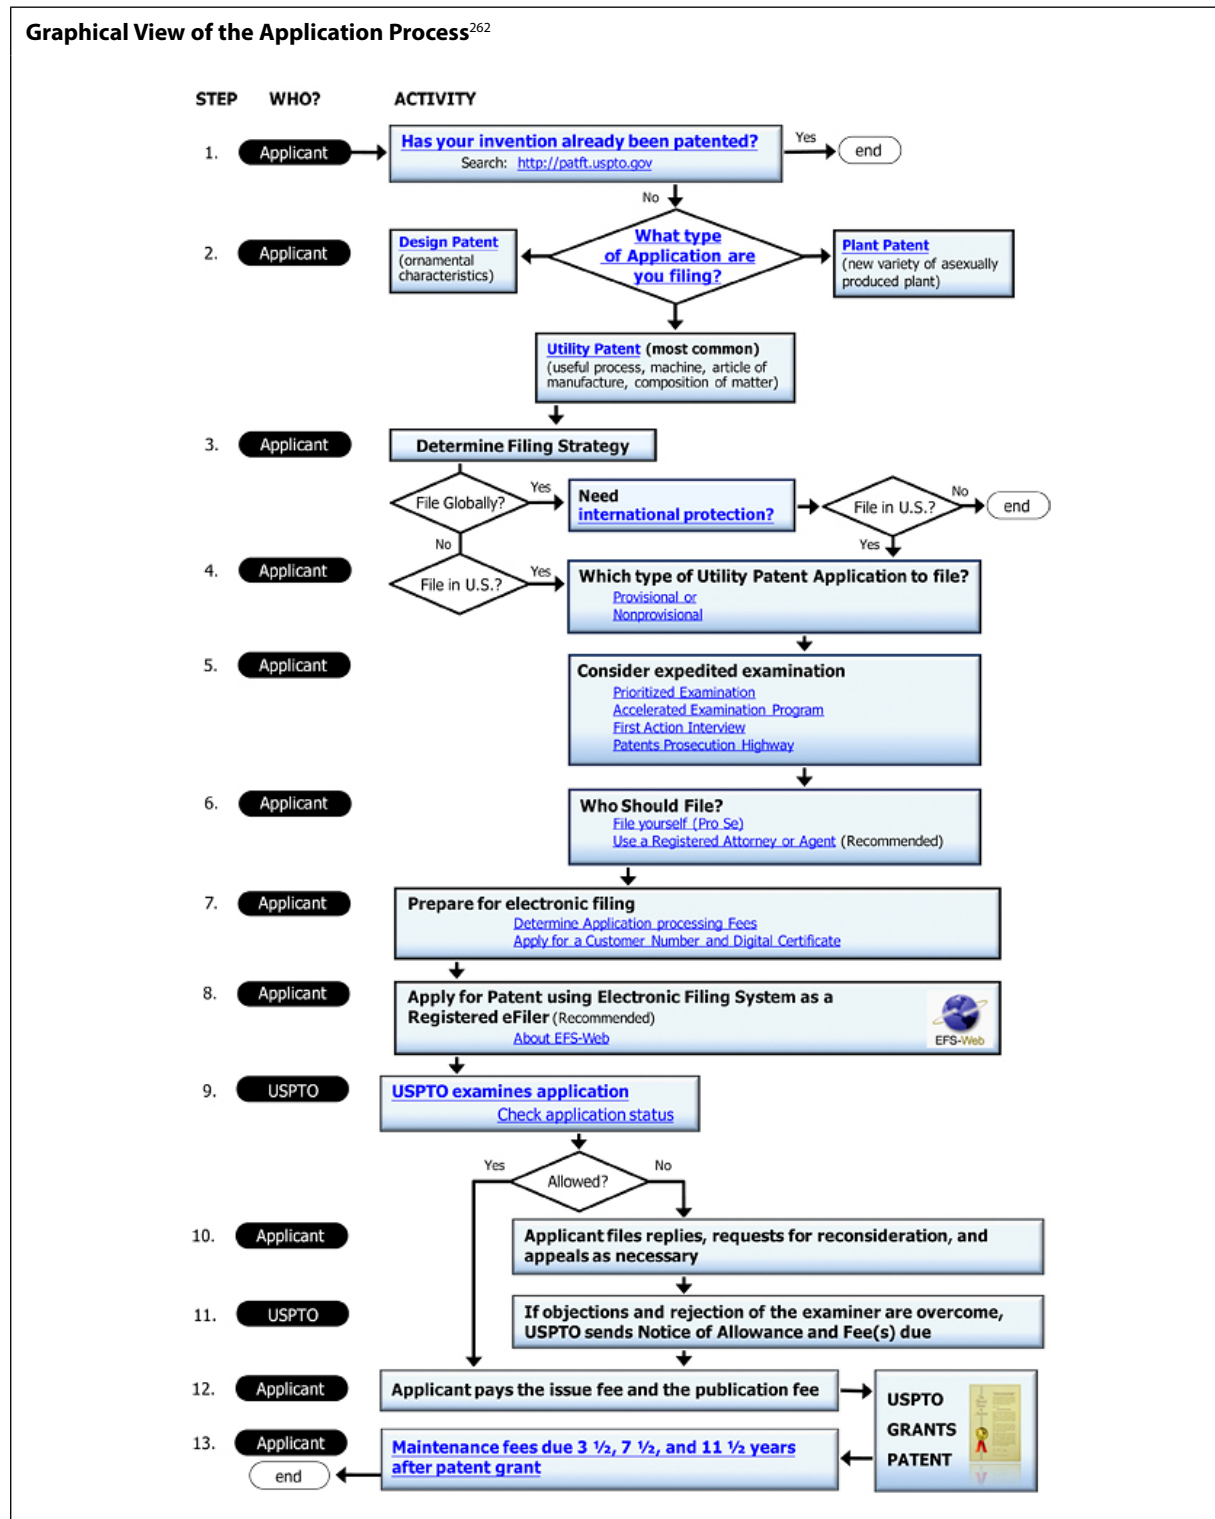 Graphical View of the Application Process262
STEP WHO? ACTIVITY
1. Applicant
Has your invention already been patented?
Search: http://patft.uspto.gov
Yes
end
No
2. Applicant
Design Patent
(ornamental
characteristics)
What type
of Application are
you filing?
Plant Patent
(new variety of asexually
produced plant)
Utility Patent (most common)
(useful process, machine, article of
manufacture, composition of matter)
3. Applicant
Determine Filing Strategy
File Globally?
Yes
Need
international protection?
File in U.S.?
No
end
No
Yes
4. Applicant
File in U.S.?
Yes
Which type of Utility Patent Application to file?
Provisional or
Nonprovisional
5. Applicant
Consider expedited examination
Prioritized Examination
Accelerated Examination Program
First Action Interview
Patents Prosecution Highway
6. Applicant
Who Should File?
File yourself (Pro Se)
Use a Registered Attorney or Agent (Recommended)
7. Applicant
Prepare for electronic filing
Determine Application processing Fees
Apply for a Customer Number and Digital Certificate
8. Applicant
Apply for Patent using Electronic Filing System as a
Registered eFiler (Recommended)
About EFS-Web
EFS-Web
9. USPTO
USPTO examines application
Check application status
Yes
Allowed?
No
10. Applicant
Applicant files replies, requests for reconsideration, and
appeals as necessary
11. USPTO
If objections and rejection of the examiner are overcome,
USPTO sends Notice of Allowance and Fee(s) due
12. Applicant
Applicant pays the issue fee and the publication fee
USPTO
GRANTS
PATENT
13. Applicant
Maintenance fees due 3 ½, 7 ½, and 11 ½ years
after patent grant
end